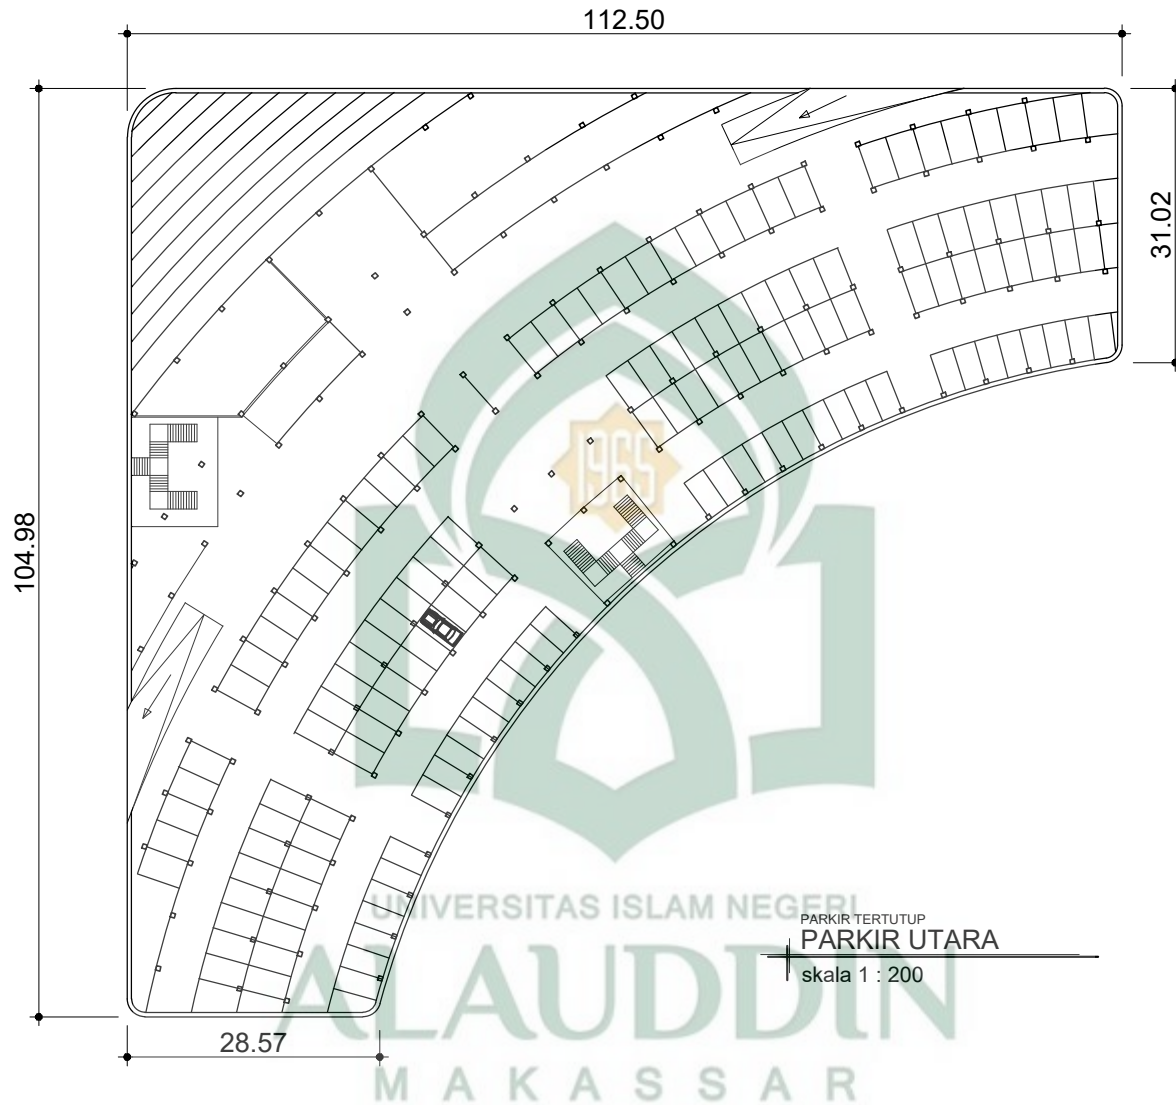 112.50
31.02
104.98
1965
UNIVERSITAS ISLAM NEGERI
PARKIR TERTUTUP
PARKIR UTARA
skala 1 : 200
ALAUDDIN
28.57
MAKASSAR